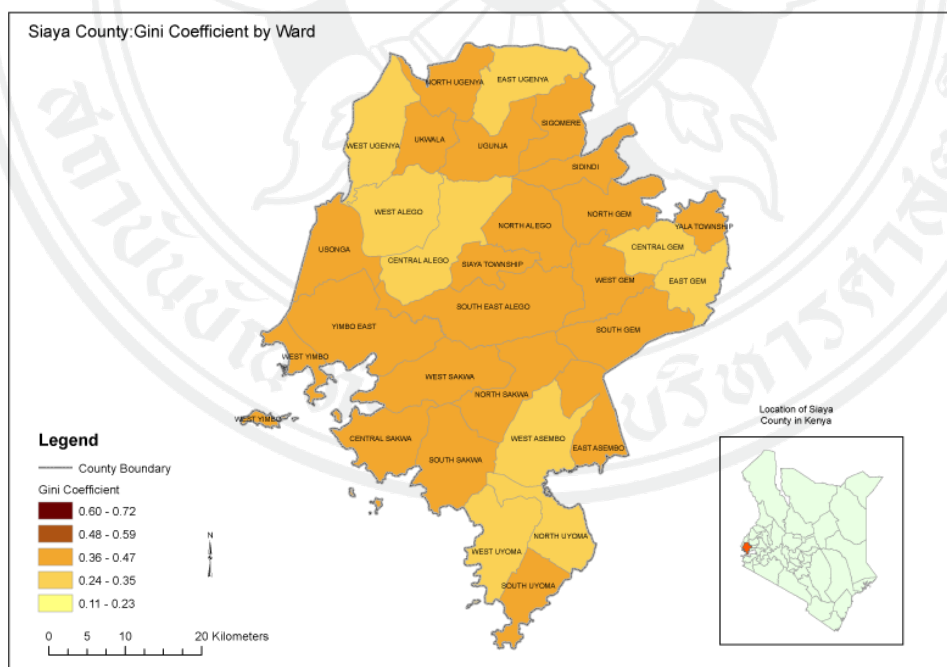 Siaya County:Gini Coefficient by Ward
NORTH UGENYA
EAST UGENYA
SIGOMERE
WEST UGENYA
UKWALA
UGUNJA
SIDINDI
WEST ALEGO
NORTH ALEGO
NORTH GEM
YALA TOWNSHIP
USONGA
CENTRAL ALEGO
SIAYA TOWNSHIP
CENTRAL GEM
WEST GEM
EAST GEM
SOUTH EAST ALEGO
YIMBO EAST
SOUTH GEM
WEST YIMBO
WEST SAKWA
NORTH SAKWA
WEST YIMBO
CENTRAL SAKWA
WEST ASEMBO
EAST ASEMBO
SOUTH SAKWA
NORTH UYOMA
WEST UYOMA
SOUTH UYOMA
Legend
County Boundary
Gini Coefficient
0.60 - 0.72
0.48 - 0.59
0.36 - 0.47
0.24 - 0.35
0.11 - 0.23
N
0 5 10 20 Kilometers
Location of Siaya
County in Kenya